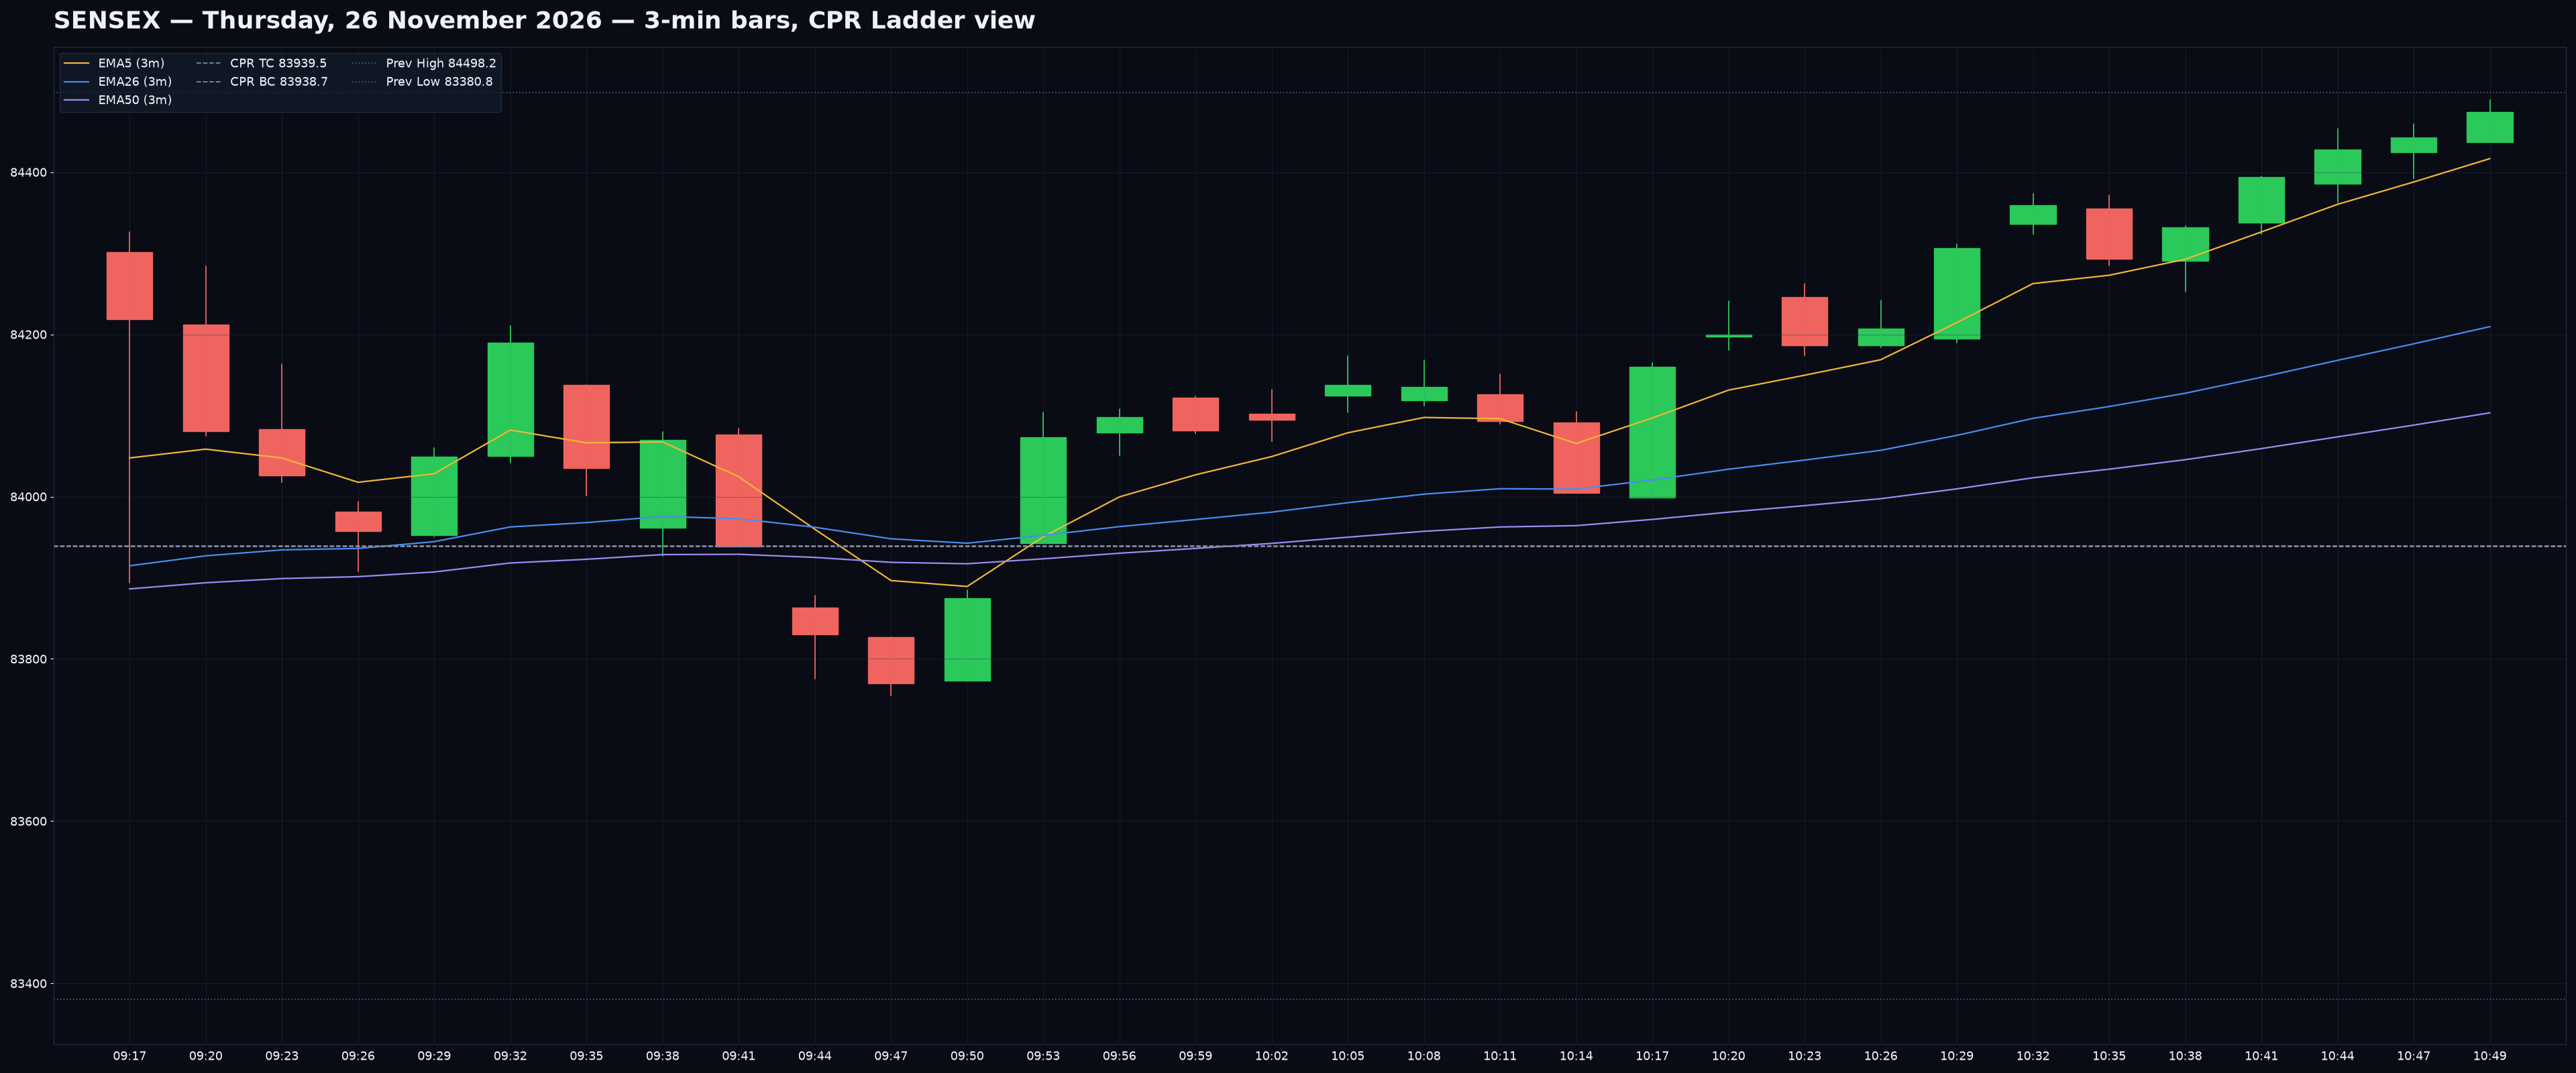 SENSEX — Thursday, 26 November 2026 — 3-min bars, CPR Ladder view
EMA5 (3m) CPR TC 83939.5 Prev High 84498.2
EMA26 (3m) CPR BC 83938.7 Prev Low 83380.8
EMA50 (3m)
84400
84200
84000
83800
83600
83400
09:17 09:20 09:23 09:26 09:29 09:32 09:35 09:38 09:41 09:44 09:47 09:50 09:53 09:56 09:59 10:02 10:05 10:08 10:11 10:14 10:17 10:20 10:23 10:26 10:29 10:32 10:35 10:38 10:41 10:44 10:47 10:49